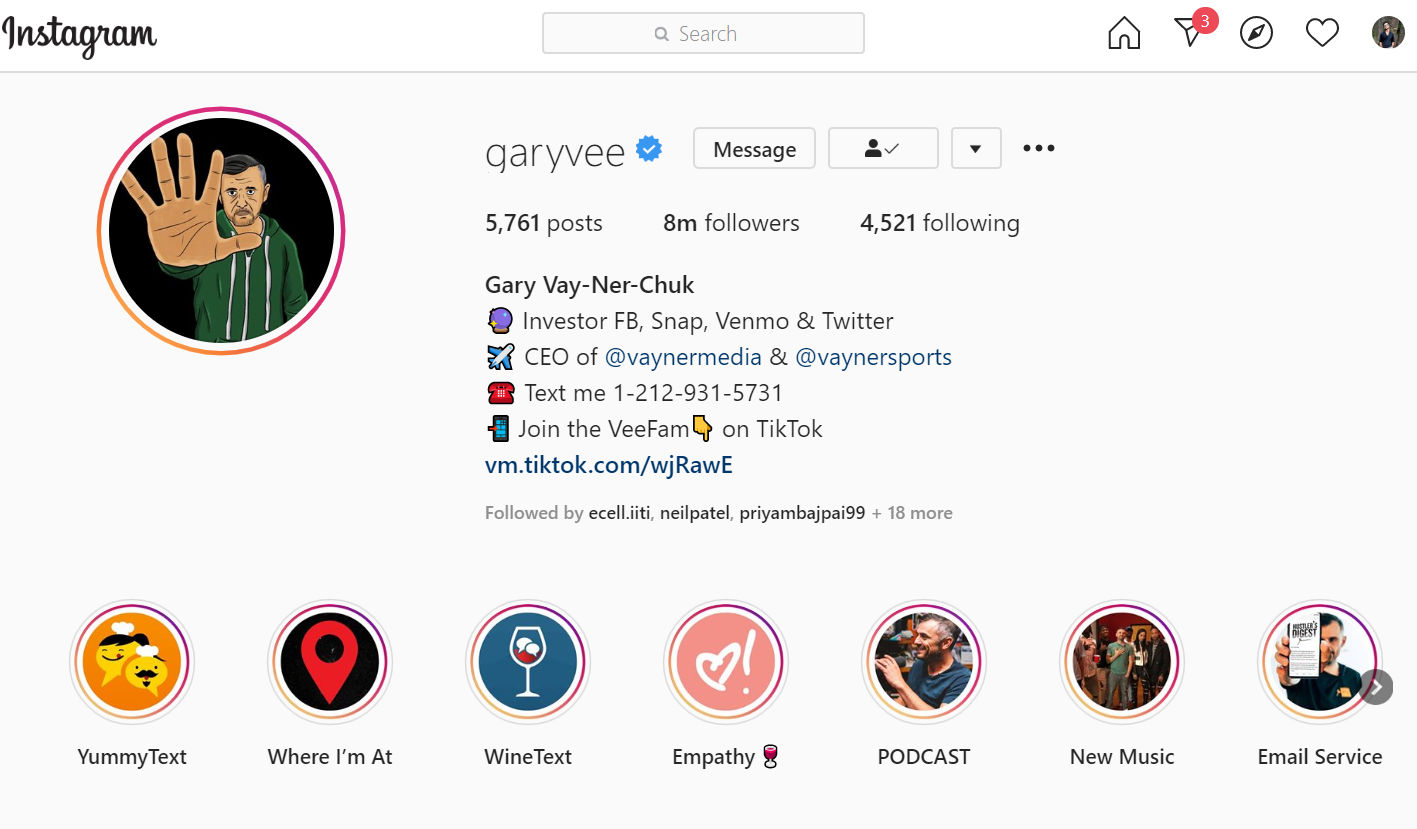 Instagram
Search
3
garyvee
Message
5,761 posts 8m followers 4,521 following
Gary Vay-Ner-Chuk
🔮 Investor FB, Snap, Venmo & Twitter
✈️ CEO of @vaynermedia & @vaynersports
☎️ Text me 1-212-931-5731
📲 Join the VeeFam👇 on TikTok
vm.tiktok.com/wjRawE
Followed by ecell.iiti, neilpatel, priyambajpai99 + 18 more
HUSTLER'S
DIGEST
YummyText Where I’m At WineText Empathy 🍷 PODCAST New Music Email Service